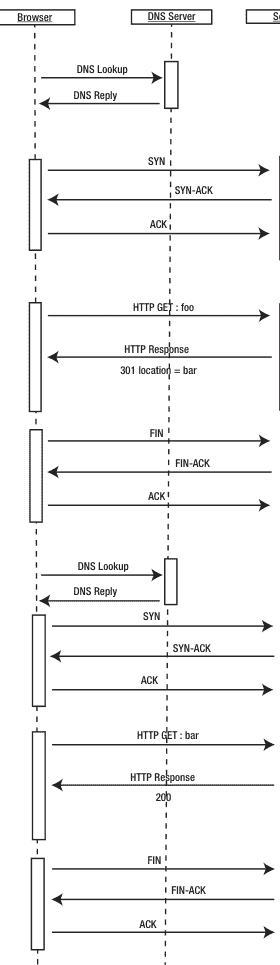 Browser
DNS Server
DNS Lookup
DNS Reply
SYN
SYN-ACK
ACK
HTTP GET : foo
HTTP Response
301 location = bar
FIN
FIN-ACK
ACK
DNS Lookup
DNS Reply
SYN
SYN-ACK
ACK
HTTP GET : bar
HTTP Response
200
FIN
FIN-ACK
ACK